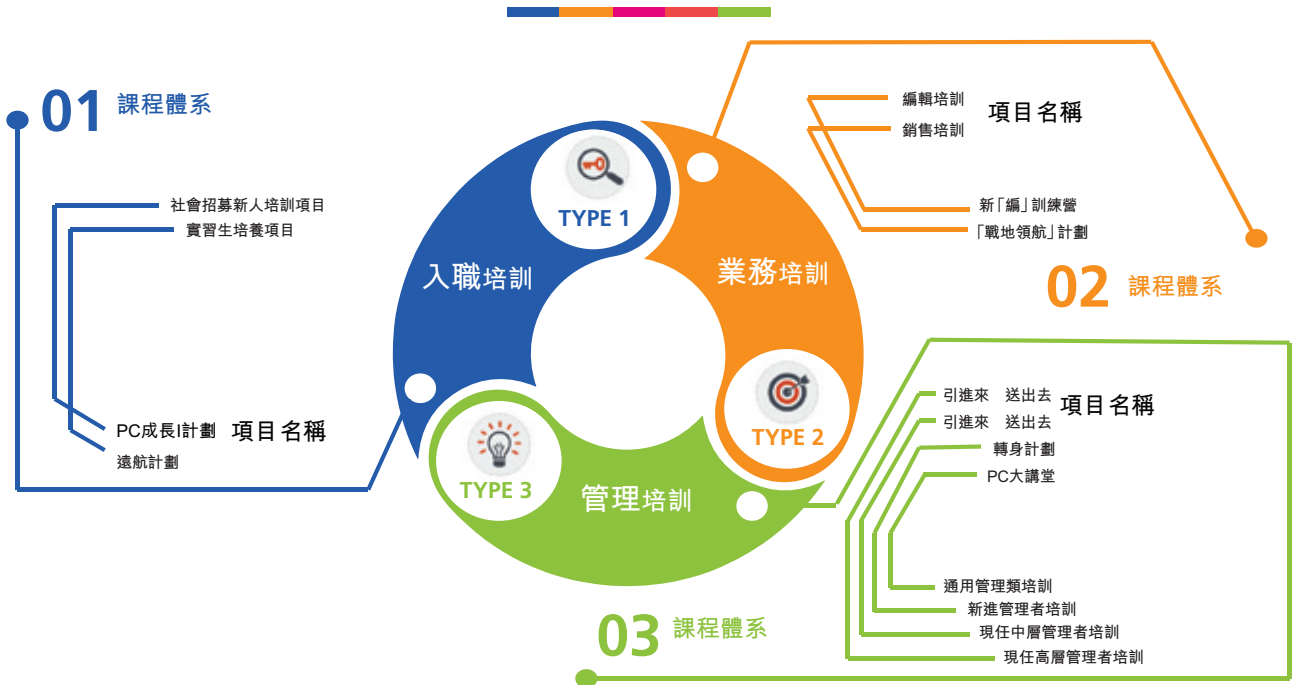 01 課程體系
社會招募新人培訓項目
實習生培養項目
PC成長I計劃 項目名稱
遠航計劃
TYPE 1
入職培訓
業務培訓
TYPE 2
TYPE 3
管理培訓
編輯培訓
銷售培訓
項目名稱
新「編」訓練營
「戰地領航」計劃
02 課程體系
引進來 送出去
引進來 送出去
項目名稱
轉身計劃
PC大講堂
通用管理類培訓
新進管理者培訓
現任中層管理者培訓
現任高層管理者培訓
03 課程體系